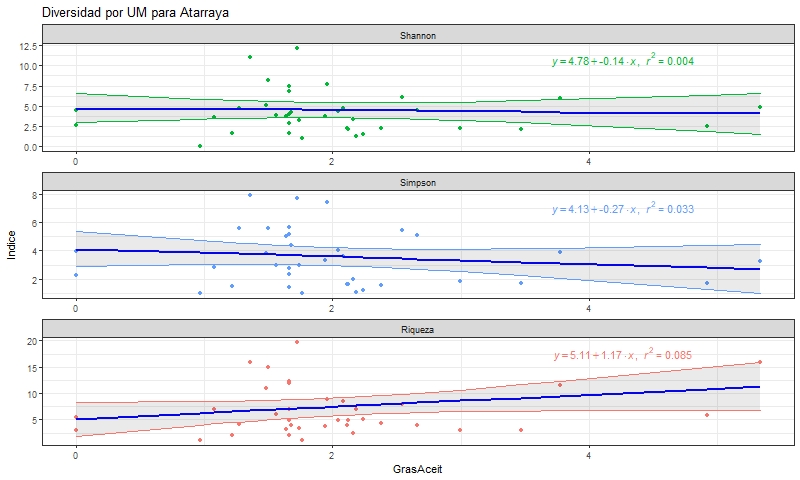 Diversidad por UM para Atarraya
Shannon
12.5
10.0
7.5
5.0
2.5
0.0
y = 4.78 + -0.14 · x, r² = 0.004
0 2 4
Simpson
8
6
4
2
y = 4.13 + -0.27 · x, r² = 0.033
0 2 4
Indice
Riqueza
20
15
10
5
y = 5.11 + 1.17 · x, r² = 0.085
0 2 4
GrasAceit